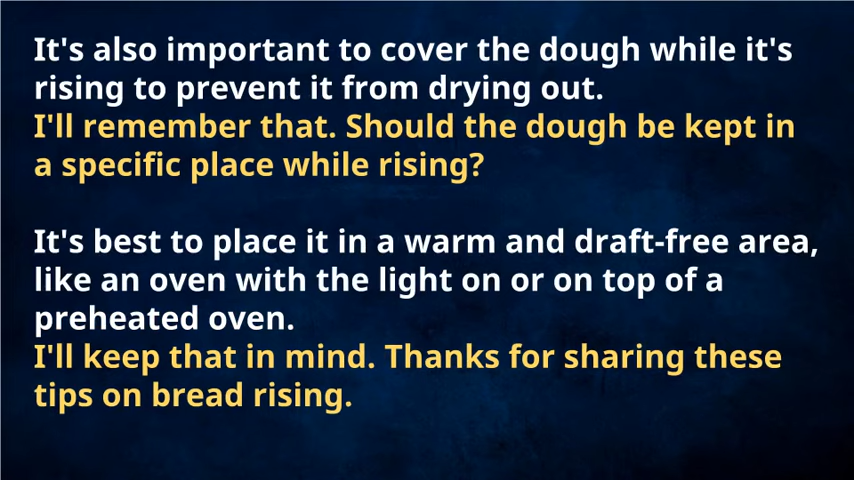 It's also important to cover the dough while it's
rising to prevent it from drying out.
I'll remember that. Should the dough be kept in
a specific place while rising?
It's best to place it in a warm and draft-free area,
like an oven with the light on or on top of a
preheated oven.
I'll keep that in mind. Thanks for sharing these
tips on bread rising.